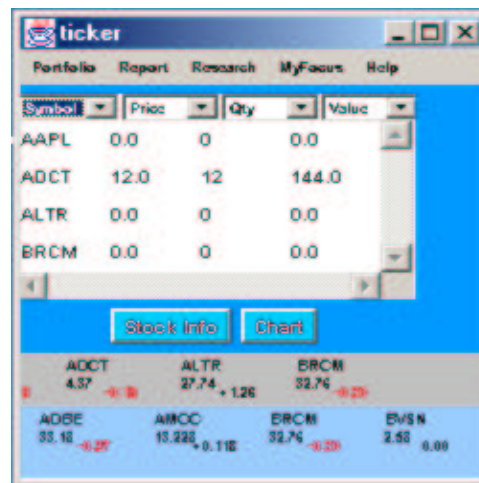 ticker
Portfolio Report Research MyFocus Help
Symbol Price Qty Value
AAPL 0.0 0 0.0
ADCT 12.0 12 144.0
ALTR 0.0 0 0.0
BRCM 0.0 0 0.0
Stock Info Chart
ADCT ALTR BRCM
4.37 27.74 +1.26 32.76
ADBE AMCC BRCM BVSN
33.18 13.228 +0.118 32.76 2.58 0.00